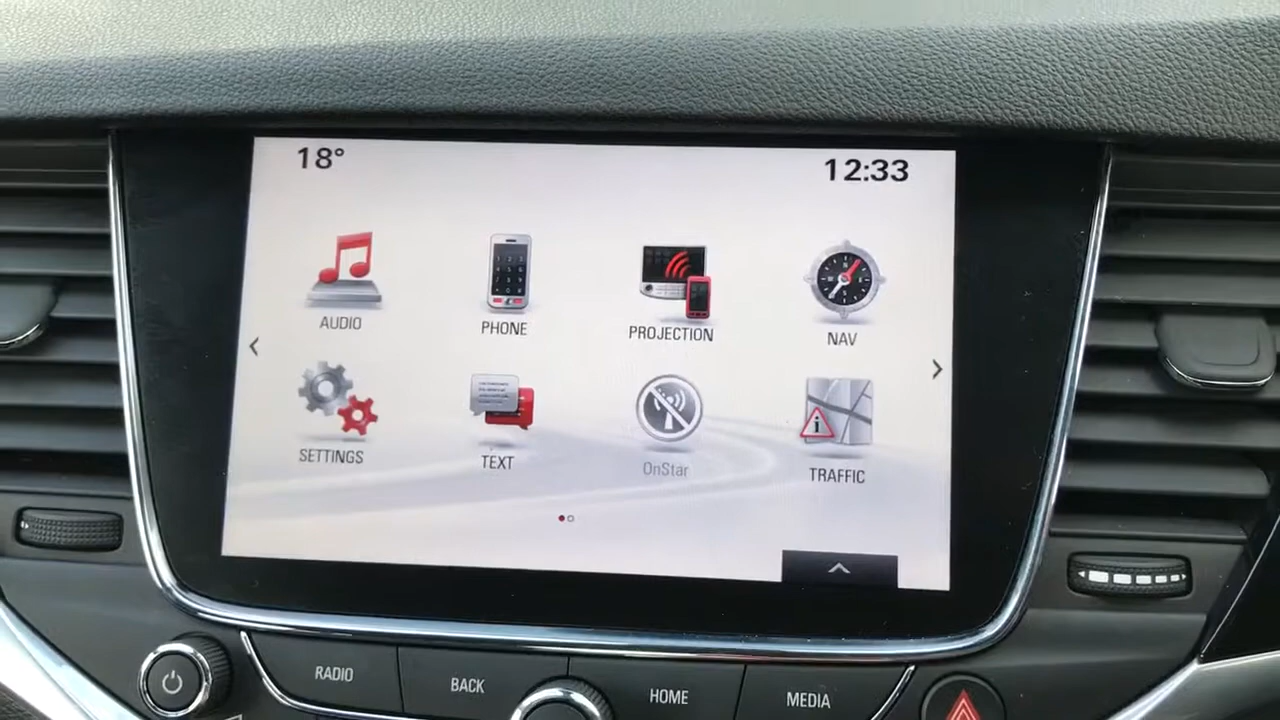 18°
12:33
AUDIO
PHONE
PROJECTION
NAV
SETTINGS
TEXT
OnStar
TRAFFIC
RADIO
BACK
HOME
MEDIA